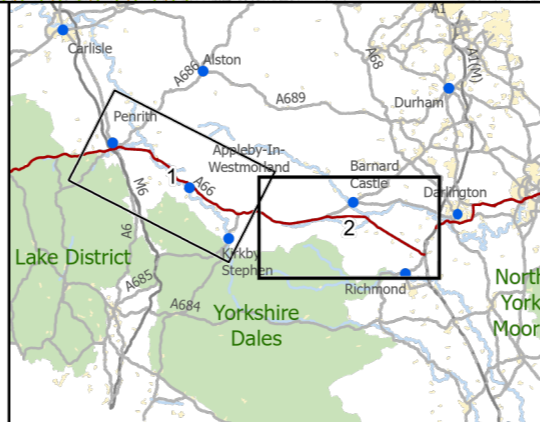 A1
Carlisle
Alston
A686
A68
A1(M)
A689
Durham
Penrith
Appleby-In-
Westmorland
Barnard
Castle
Darlington
1
A66
M6
2
A6
Kirkby
Stephen
Lake District
A685
Richmond
North
York
Moor
A684
Yorkshire
Dales